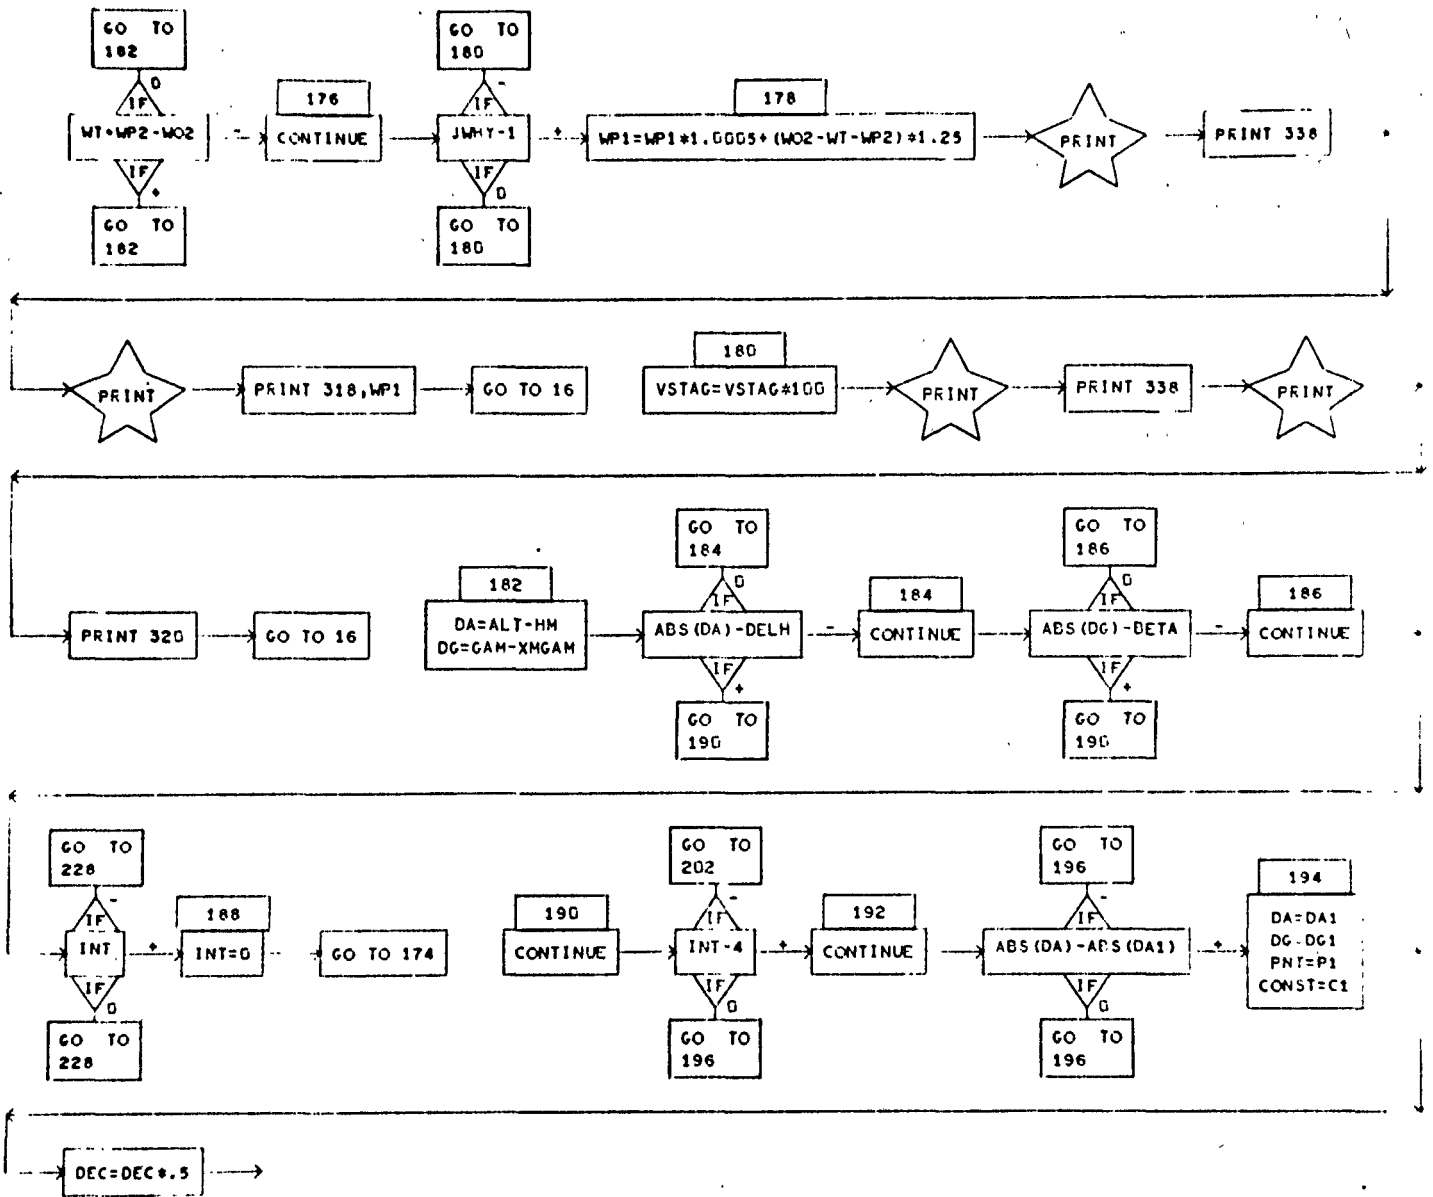 GO TO
182
0
IF
WT+WP2-WO2
-
IF
+
GO TO
182
176
CONTINUE
GO TO
180
-
IF
JWHY-1
+
IF
0
GO TO
180
178
WP1=WP1*1.0005+(WO2-WT-WP2)*1.25
PRINT
PRINT 338
PRINT
PRINT 318,WP1
GO TO 16
180
VSTAG=VSTAG*100
PRINT
PRINT 338
PRINT
PRINT 320
GO TO 16
182
DA=ALT-HM
DG=GAM-XMGAM
GO TO
184
0
IF
ABS(DA)-DELH
-
IF
+
GO TO
190
184
CONTINUE
GO TO
186
0
IF
ABS(DG)-BETA
-
IF
+
GO TO
190
186
CONTINUE
GO TO
228
-
IF
INT
+
IF
0
GO TO
228
188
INT=0
GO TO 174
190
CONTINUE
GO TO
202
-
IF
INT-4
+
IF
0
GO TO
196
192
CONTINUE
GO TO
196
-
IF
ABS(DA)-ABS(DA1)
+
IF
0
GO TO
196
194
DA=DA1
DG=DG1
PNT=P1
CONST=C1
DEC=DEC*.5